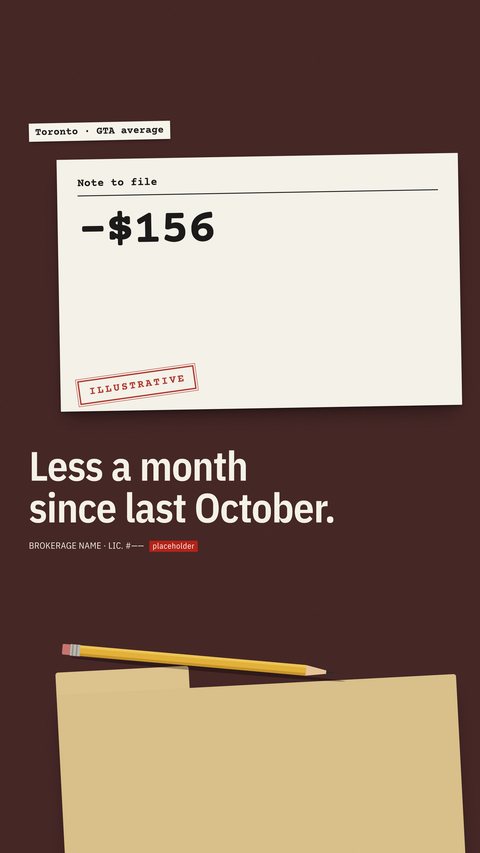 Toronto · GTA average
Note to file
−$156
ILLUSTRATIVE
Less a month
since last October.
BROKERAGE NAME · LIC. #—— placeholder